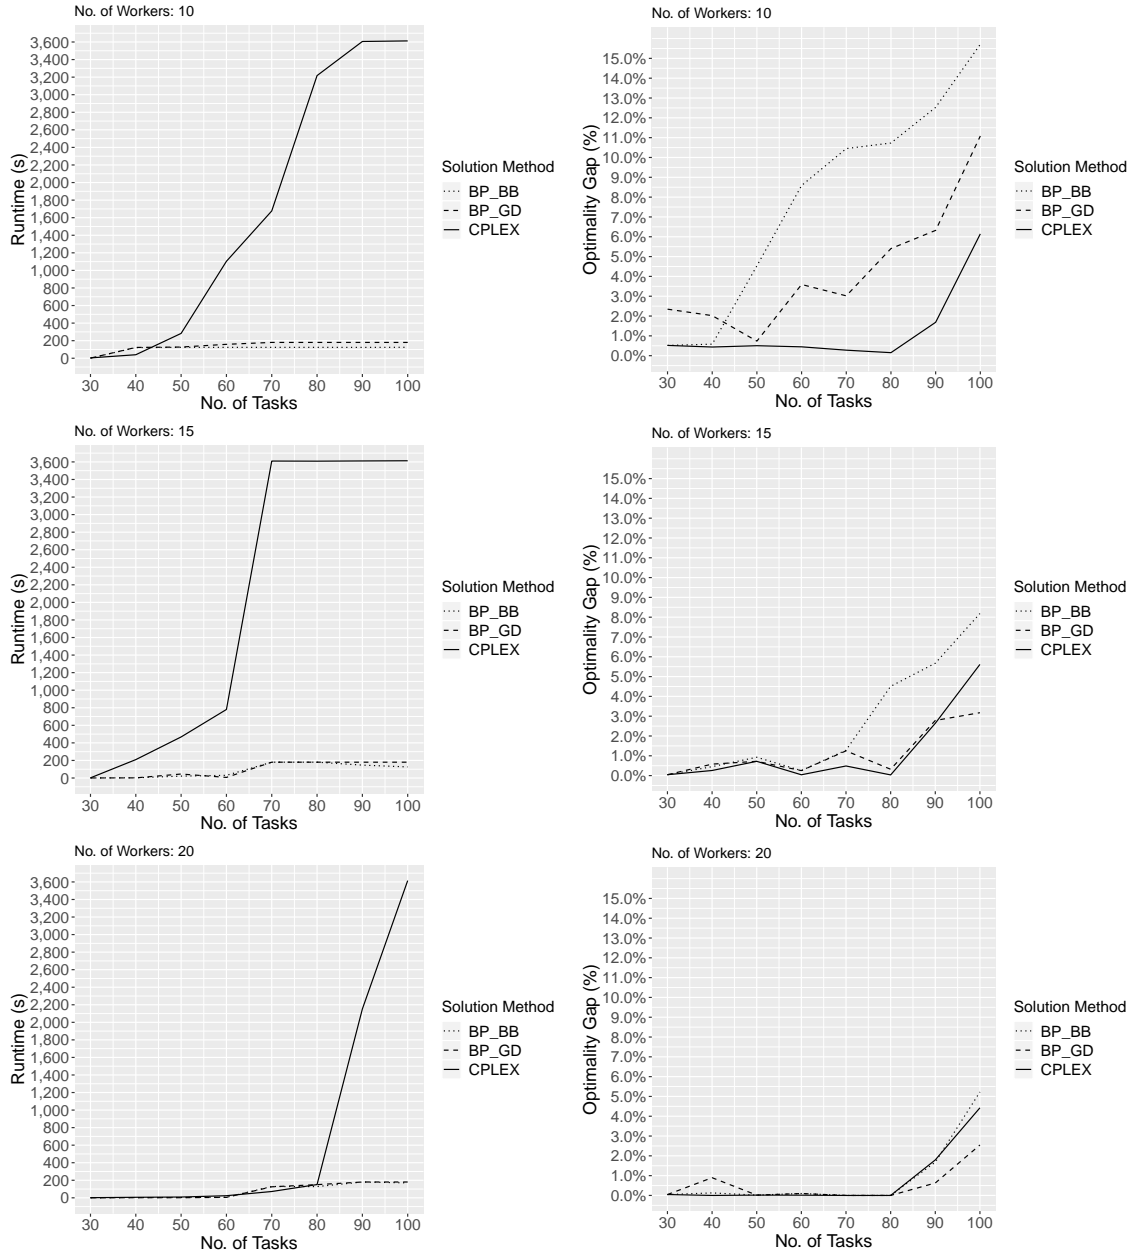 No. of Workers: 10
Runtime (s)
3,600
3,400
3,200
3,000
2,800
2,600
2,400
2,200
2,000
1,800
1,600
1,400
1,200
1,000
800
600
400
200
0
30 40 50 60 70 80 90 100
No. of Tasks
Solution Method
BP_BB
BP_GD
CPLEX
No. of Workers: 10
Optimality Gap (%)
15.0%
14.0%
13.0%
12.0%
11.0%
10.0%
9.0%
8.0%
7.0%
6.0%
5.0%
4.0%
3.0%
2.0%
1.0%
0.0%
30 40 50 60 70 80 90 100
No. of Tasks
Solution Method
BP_BB
BP_GD
CPLEX
No. of Workers: 15
Runtime (s)
3,600
3,400
3,200
3,000
2,800
2,600
2,400
2,200
2,000
1,800
1,600
1,400
1,200
1,000
800
600
400
200
0
30 40 50 60 70 80 90 100
No. of Tasks
Solution Method
BP_BB
BP_GD
CPLEX
No. of Workers: 15
Optimality Gap (%)
15.0%
14.0%
13.0%
12.0%
11.0%
10.0%
9.0%
8.0%
7.0%
6.0%
5.0%
4.0%
3.0%
2.0%
1.0%
0.0%
30 40 50 60 70 80 90 100
No. of Tasks
Solution Method
BP_BB
BP_GD
CPLEX
No. of Workers: 20
Runtime (s)
3,600
3,400
3,200
3,000
2,800
2,600
2,400
2,200
2,000
1,800
1,600
1,400
1,200
1,000
800
600
400
200
0
30 40 50 60 70 80 90 100
No. of Tasks
Solution Method
BP_BB
BP_GD
CPLEX
No. of Workers: 20
Optimality Gap (%)
15.0%
14.0%
13.0%
12.0%
11.0%
10.0%
9.0%
8.0%
7.0%
6.0%
5.0%
4.0%
3.0%
2.0%
1.0%
0.0%
30 40 50 60 70 80 90 100
No. of Tasks
Solution Method
BP_BB
BP_GD
CPLEX